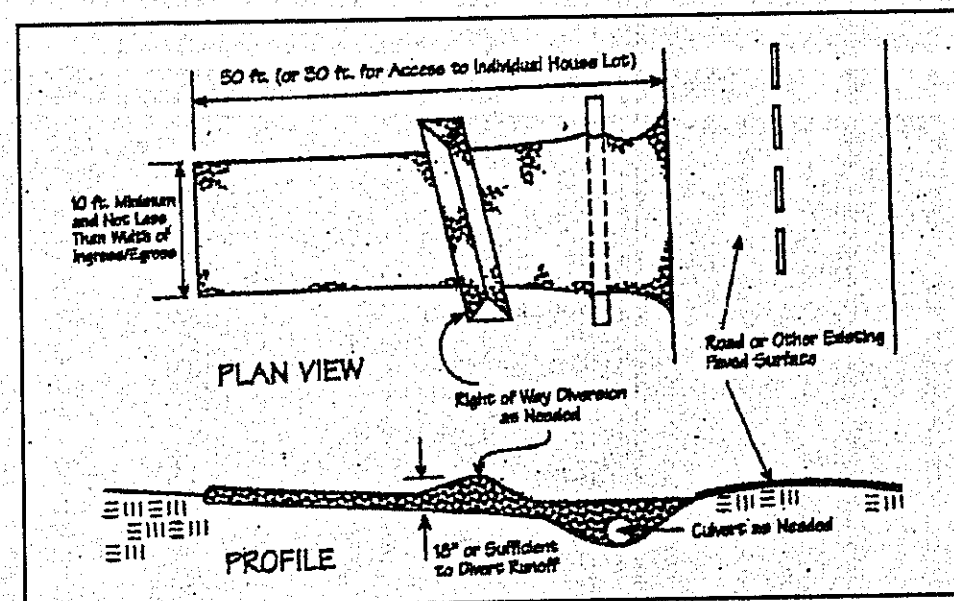 50 ft. (or 30 ft. for Access to Individual House Lot)
10 ft. Minimum
and Not Less
Than Width of
Ingress/Egress
PLAN VIEW
Right of Way Diversion
as Needed
Road or Other Existing
Paved Surface
Culvert as Needed
18" or Sufficient
to Divert Runoff
PROFILE